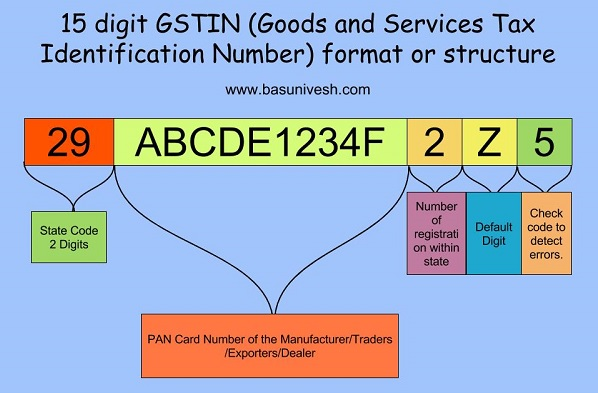 15 digit GSTIN (Goods and Services Tax
Identification Number) format or structure
www.basunivesh.com
29 ABCDE1234F 2 Z 5
State Code
2 Digits
Number
of
registrati
on within
state
Default
Digit
Check
code to
detect
errors.
PAN Card Number of the Manufacturer/Traders
/Exporters/Dealer